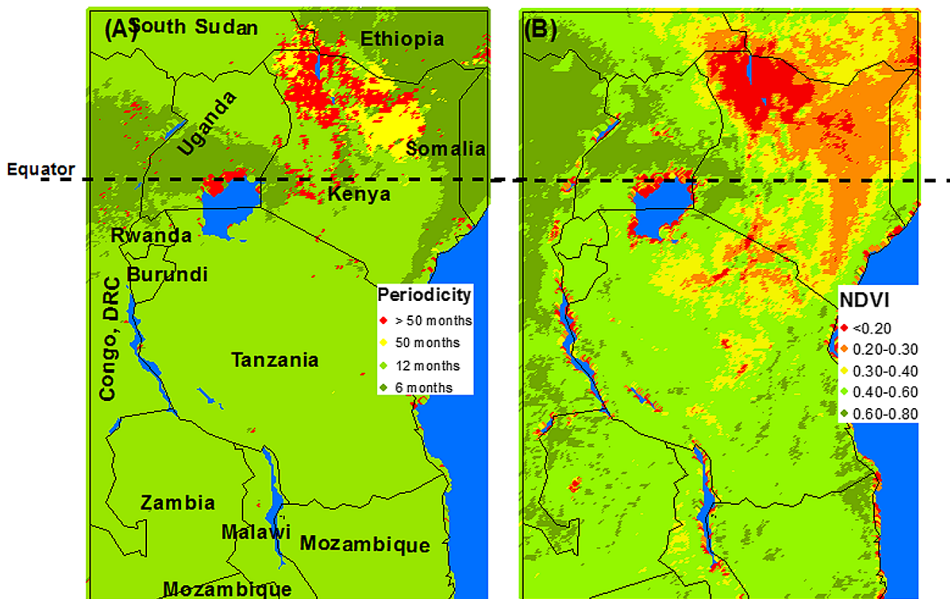 (A)
South Sudan
Ethiopia
Uganda
Somalia
Equator
Kenya
Rwanda
Burundi
Congo, DRC
Periodicity
> 50 months
50 months
12 months
6 months
Tanzania
Zambia
Malawi
Mozambique
Mozambique
(B)
NDVI
<0.20
0.20-0.30
0.30-0.40
0.40-0.60
0.60-0.80